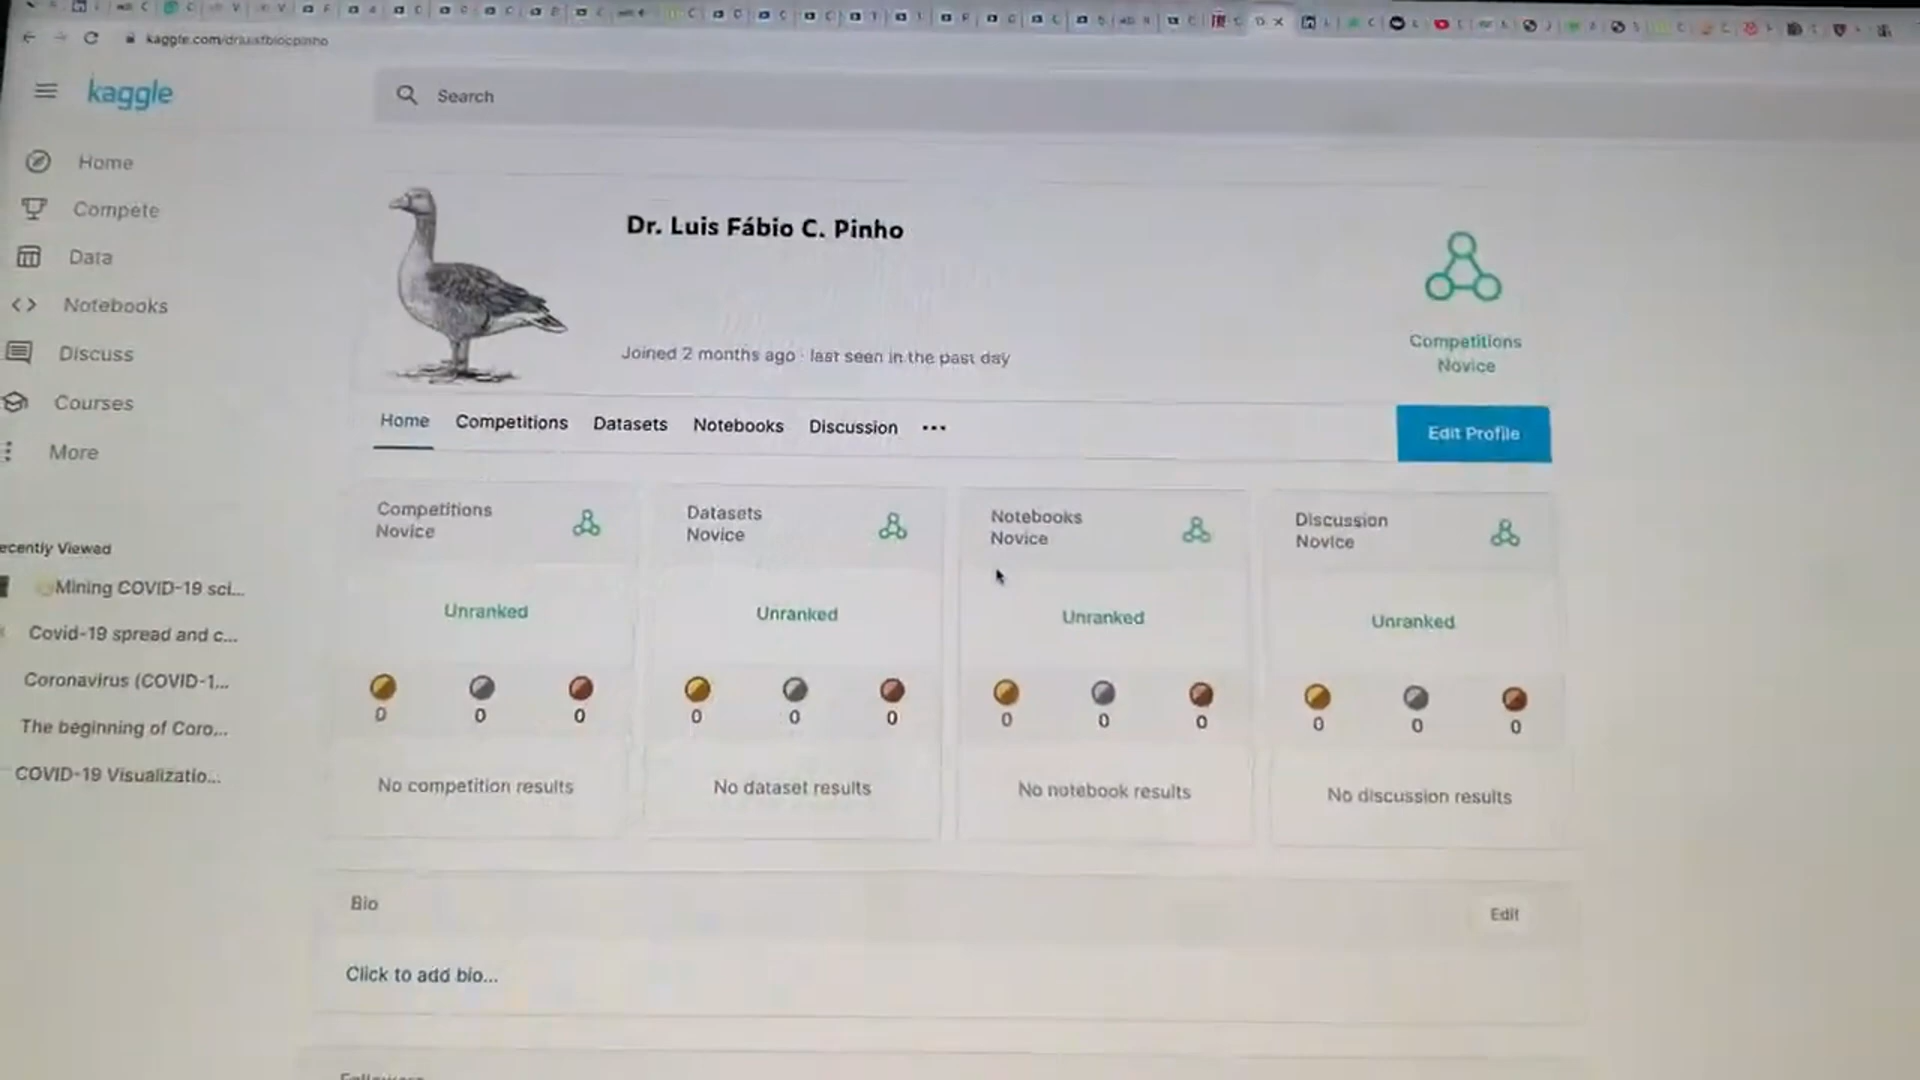 kaggle
Search
Home
Compete
Data
Notebooks
Discuss
Courses
More
Dr. Luis Fábio C. Pinho
Joined 2 months ago · last seen in the past day
Competitions
Novice
Home Competitions Datasets Notebooks Discussion ...
Edit Profile
Competitions
Novice
Unranked
0 0 0
No competition results
Datasets
Novice
Unranked
0 0 0
No dataset results
Notebooks
Novice
Unranked
0 0 0
No notebook results
Discussion
Novice
Unranked
0 0 0
No discussion results
ecently Viewed
Mining COVID-19 sci...
Covid-19 spread and c...
Coronavirus (COVID-1...
The beginning of Coro...
COVID-19 Visualizatio...
Bio
Edit
Click to add bio...